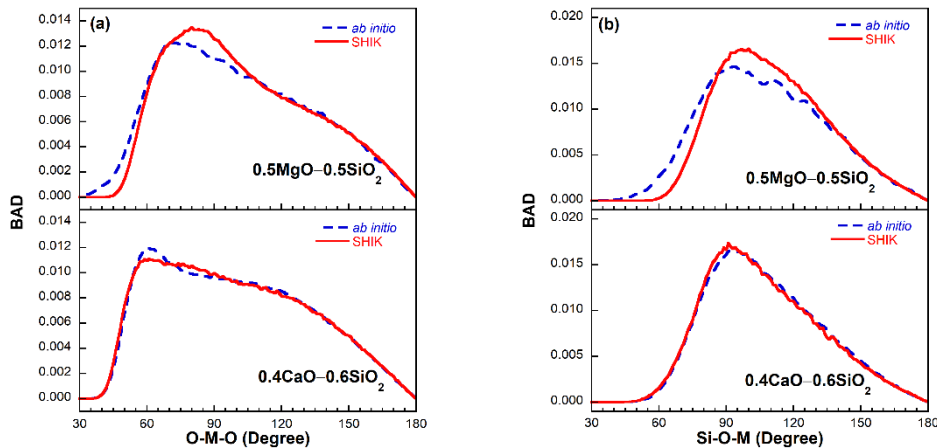 (a)
ab initio
SHIK
0.014
0.012
0.010
0.008
0.006
0.004
0.002
0.000
0.5MgO–0.5SiO2
0.014
0.012
0.010
0.008
0.006
0.004
0.002
0.000
ab initio
SHIK
0.4CaO–0.6SiO2
BAD
30 60 90 120 150 180
O-M-O (Degree)
(b)
ab initio
SHIK
0.020
0.015
0.010
0.005
0.000
0.5MgO–0.5SiO2
0.020
0.015
0.010
0.005
0.000
ab initio
SHIK
0.4CaO–0.6SiO2
BAD
30 60 90 120 150 180
Si-O-M (Degree)